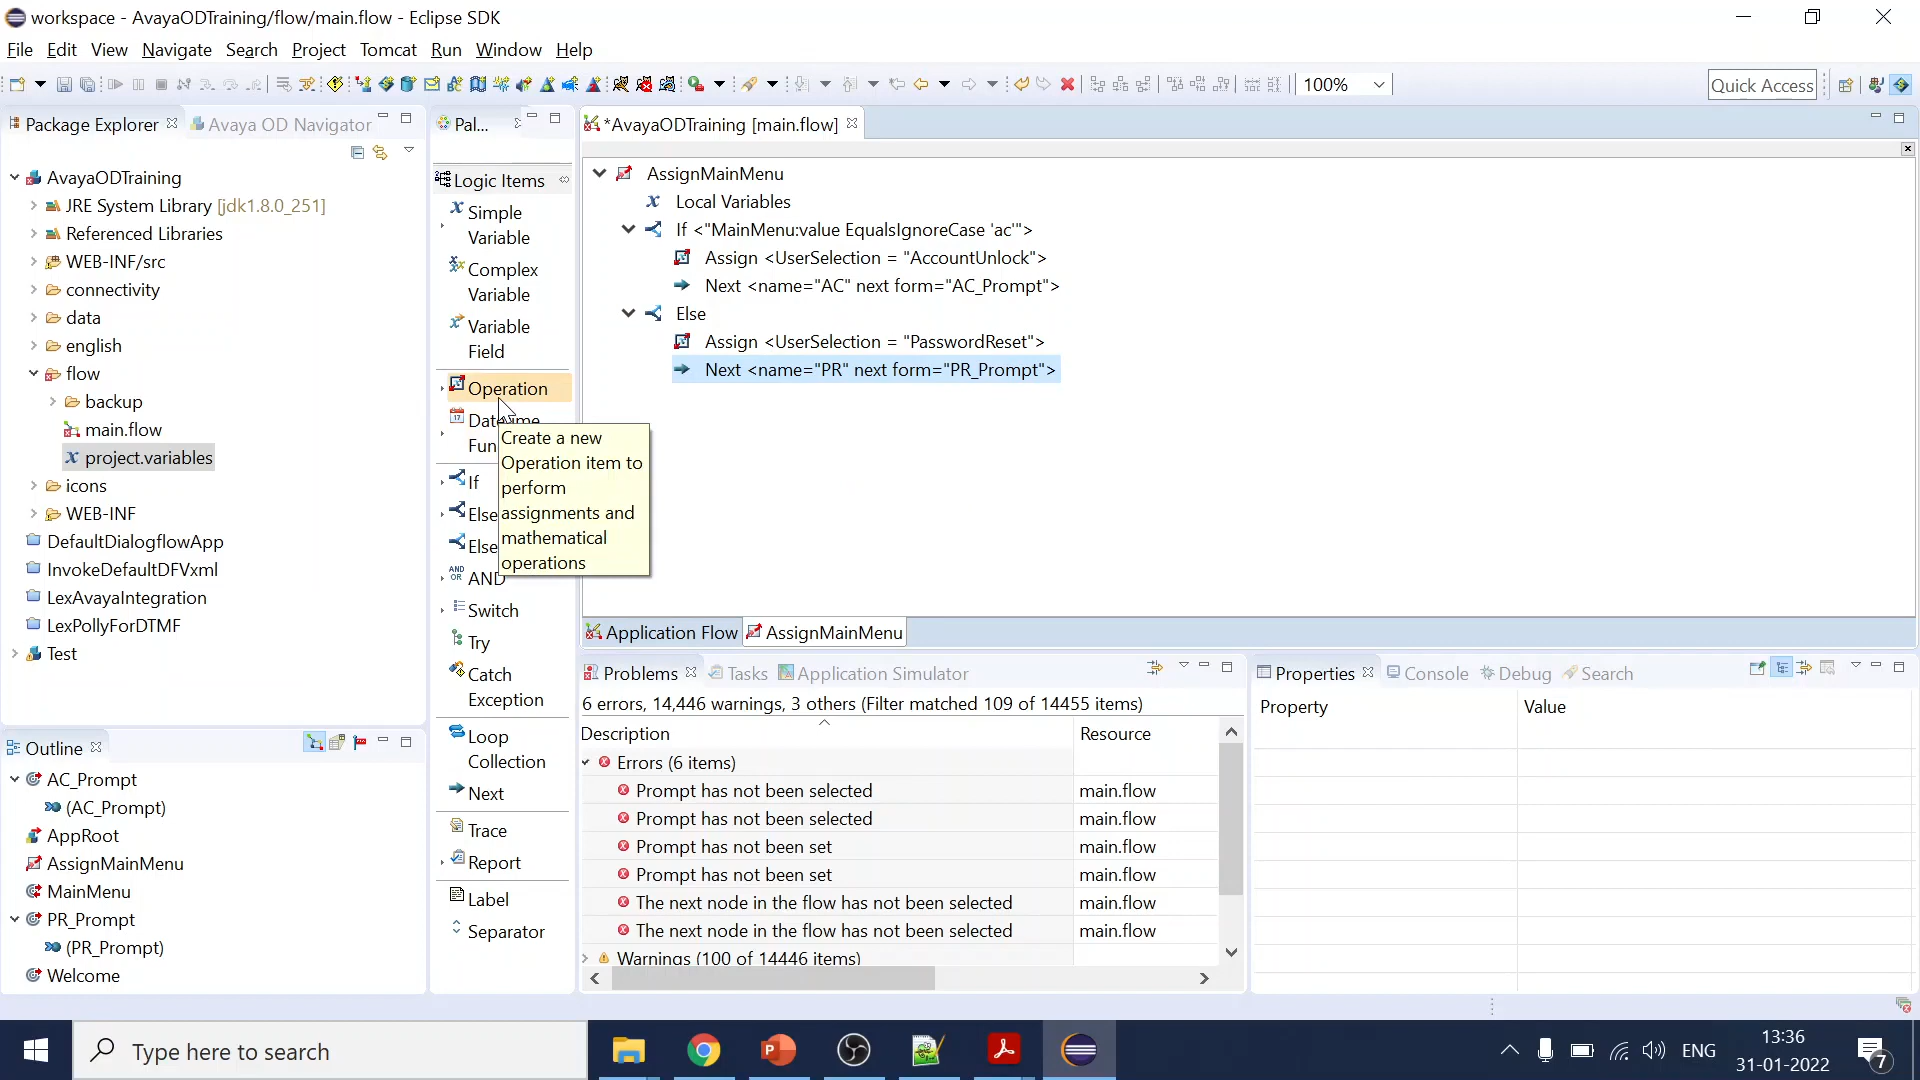 workspace - AvayaODTraining/flow/main.flow - Eclipse SDK
File Edit View Navigate Search Project Tomcat Run Window Help
100%
Quick Access
Package Explorer
Avaya OD Navigator
AvayaODTraining
JRE System Library [jdk1.8.0_251]
Referenced Libraries
WEB-INF/src
connectivity
data
english
flow
backup
main.flow
project.variables
icons
WEB-INF
DefaultDialogflowApp
InvokeDefaultDFVxml
LexAvayaIntegration
LexPollyForDTMF
Test
Outline
AC_Prompt
(AC_Prompt)
AppRoot
AssignMainMenu
MainMenu
PR_Prompt
(PR_Prompt)
Welcome
Pal...
Logic Items
Simple
Variable
Complex
Variable
Variable
Field
Operation
Fun
If
Else
Else
AND
OR
AND
Switch
Try
Catch
Exception
Loop
Collection
Next
Trace
Report
Label
Separator
Create a new
Operation item to
perform
assignments and
mathematical
operations
*AvayaODTraining [main.flow]
AssignMainMenu
Local Variables
If <"MainMenu:value EqualsIgnoreCase 'ac'">
Assign <UserSelection = "AccountUnlock">
Next <name="AC" next form="AC_Prompt">
Else
Assign <UserSelection = "PasswordReset">
Next <name="PR" next form="PR_Prompt">
Application Flow
AssignMainMenu
Problems
Tasks
Application Simulator
6 errors, 14,446 warnings, 3 others (Filter matched 109 of 14455 items)
Description Resource
Errors (6 items)
Prompt has not been selected main.flow
Prompt has not been selected main.flow
Prompt has not been set main.flow
Prompt has not been set main.flow
The next node in the flow has not been selected main.flow
The next node in the flow has not been selected main.flow
Warnings (100 of 14446 items)
Properties
Console
Debug
Search
Property Value
Type here to search
ENG
13:36
31-01-2022
7